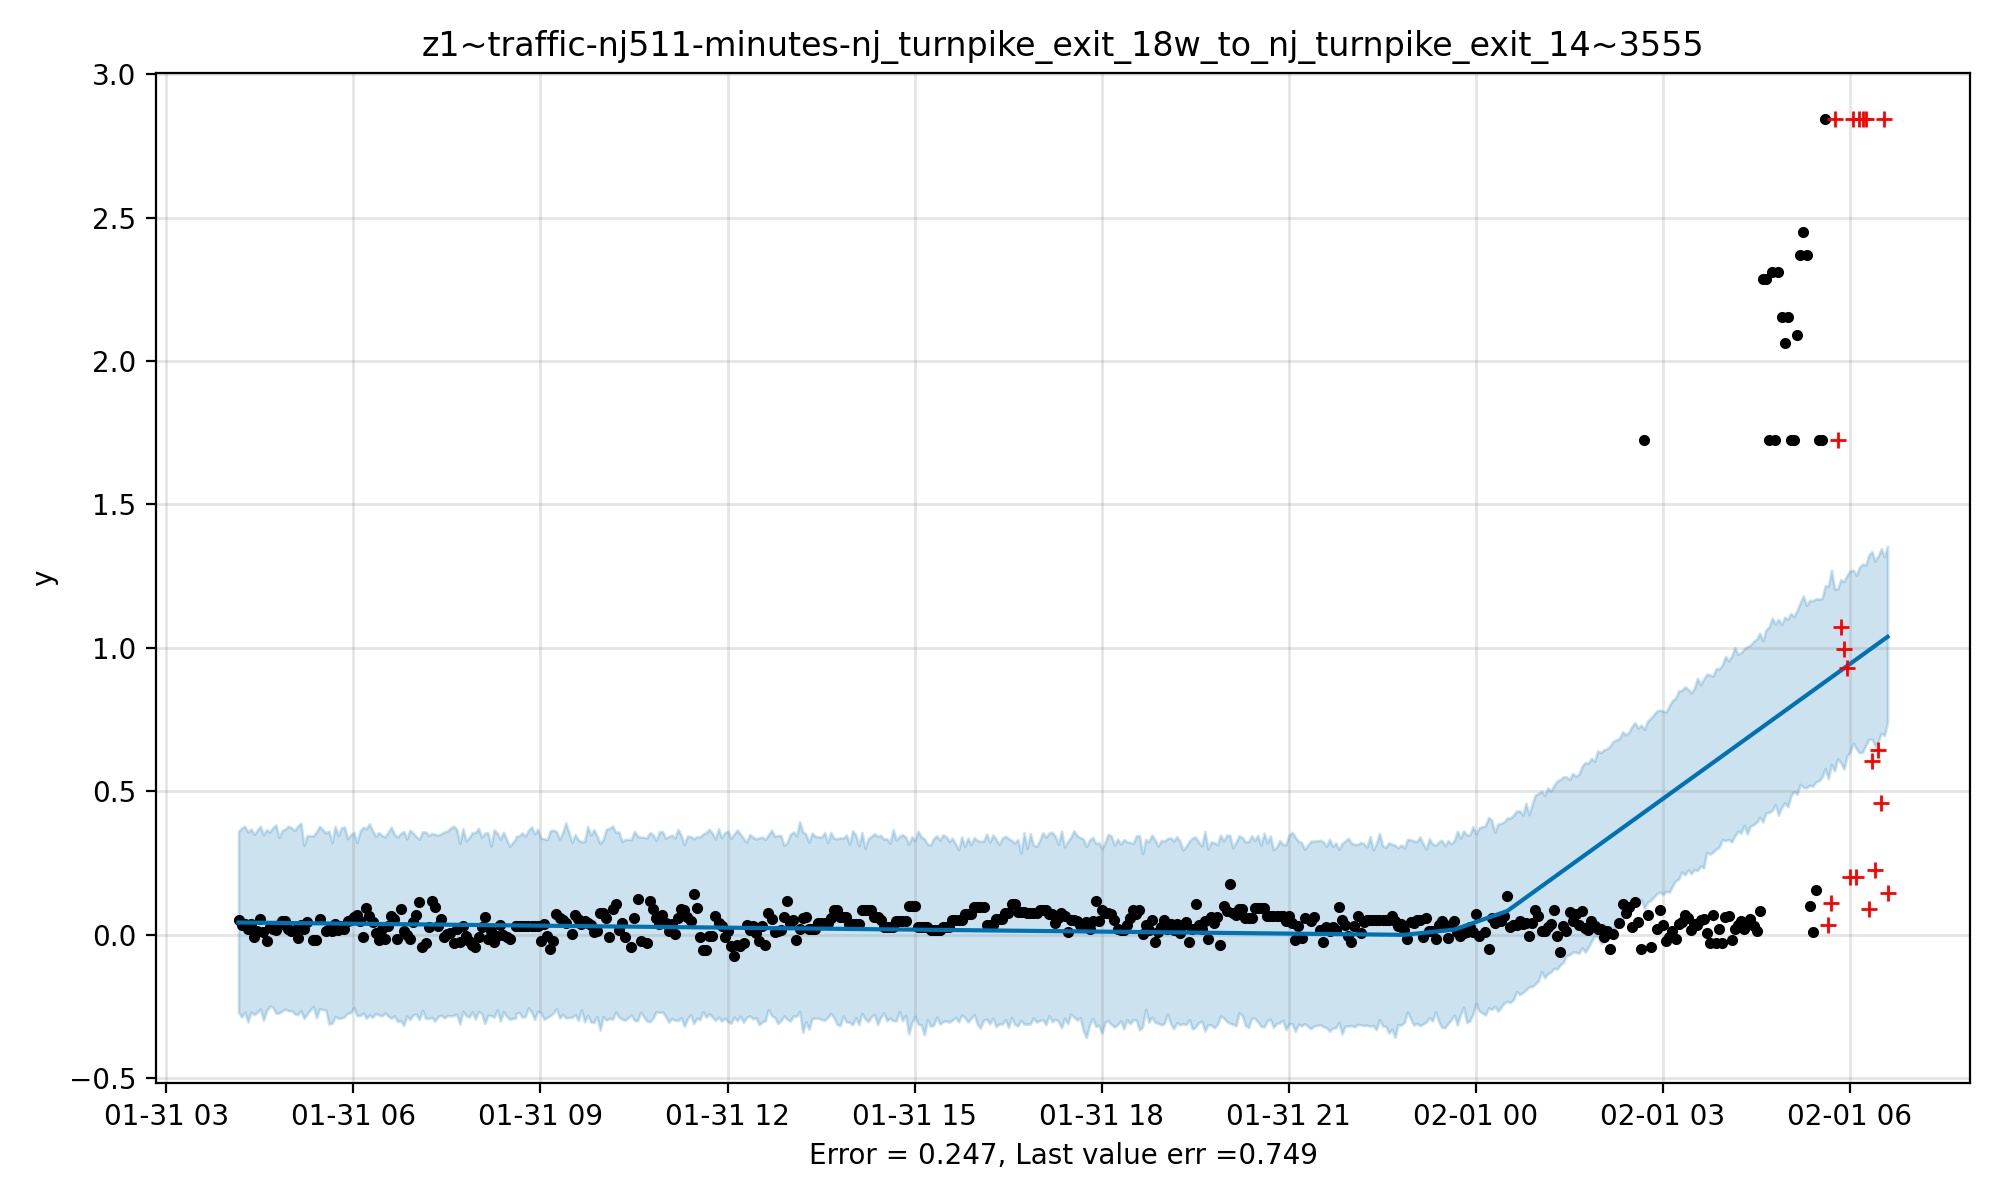 z1~traffic-nj511-minutes-nj_turnpike_exit_18w_to_nj_turnpike_exit_14~3555
3.0
2.5
2.0
1.5
1.0
0.5
0.0
−0.5
y
01-31 03 01-31 06 01-31 09 01-31 12 01-31 15 01-31 18 01-31 21 02-01 00 02-01 03 02-01 06
Error = 0.247, Last value err =0.749